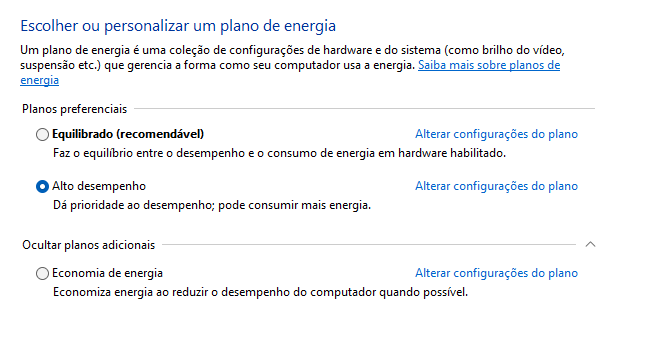 Escolher ou personalizar um plano de energia
Um plano de energia é uma coleção de configurações de hardware e do sistema (como brilho do vídeo,
suspensão etc.) que gerencia a forma como seu computador usa a energia. Saiba mais sobre planos de
energia
Planos preferenciais
Equilibrado (recomendável) Alterar configurações do plano
Faz o equilíbrio entre o desempenho e o consumo de energia em hardware habilitado.
Alto desempenho Alterar configurações do plano
Dá prioridade ao desempenho; pode consumir mais energia.
Ocultar planos adicionais
Economia de energia Alterar configurações do plano
Economiza energia ao reduzir o desempenho do computador quando possível.